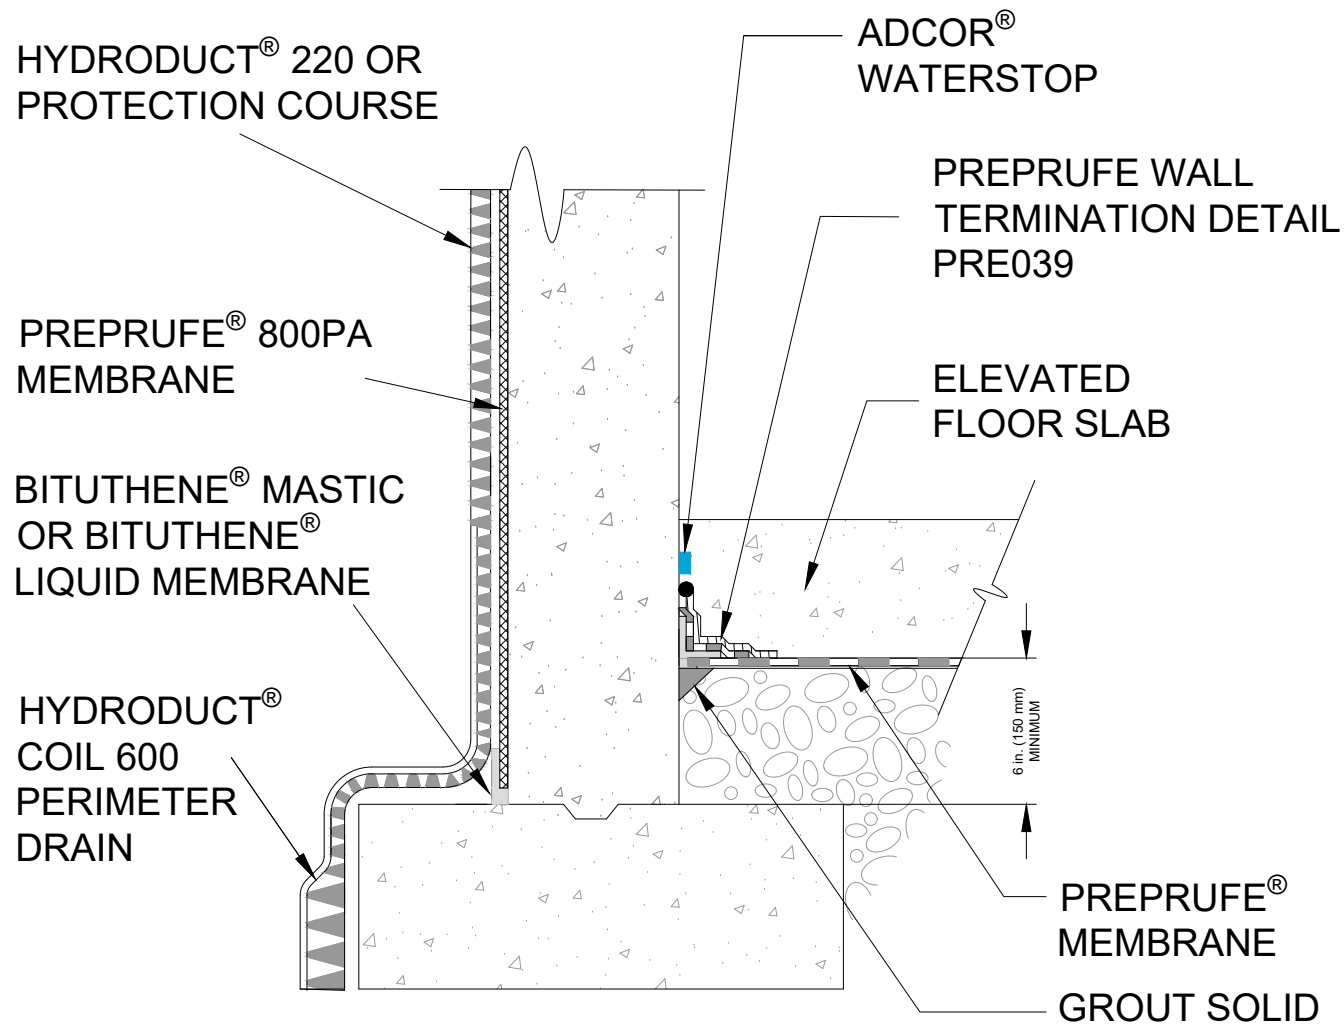 HYDRODUCT® 220 OR
PROTECTION COURSE
ADCOR®
WATERSTOP
PREPRUFE WALL
TERMINATION DETAIL
PRE039
PREPRUFE® 800PA
MEMBRANE
ELEVATED
FLOOR SLAB
BITUTHENE® MASTIC
OR BITUTHENE®
LIQUID MEMBRANE
HYDRODUCT®
COIL 600
PERIMETER
DRAIN
6 in. (150 mm)
MINIMUM
PREPRUFE®
MEMBRANE
GROUT SOLID